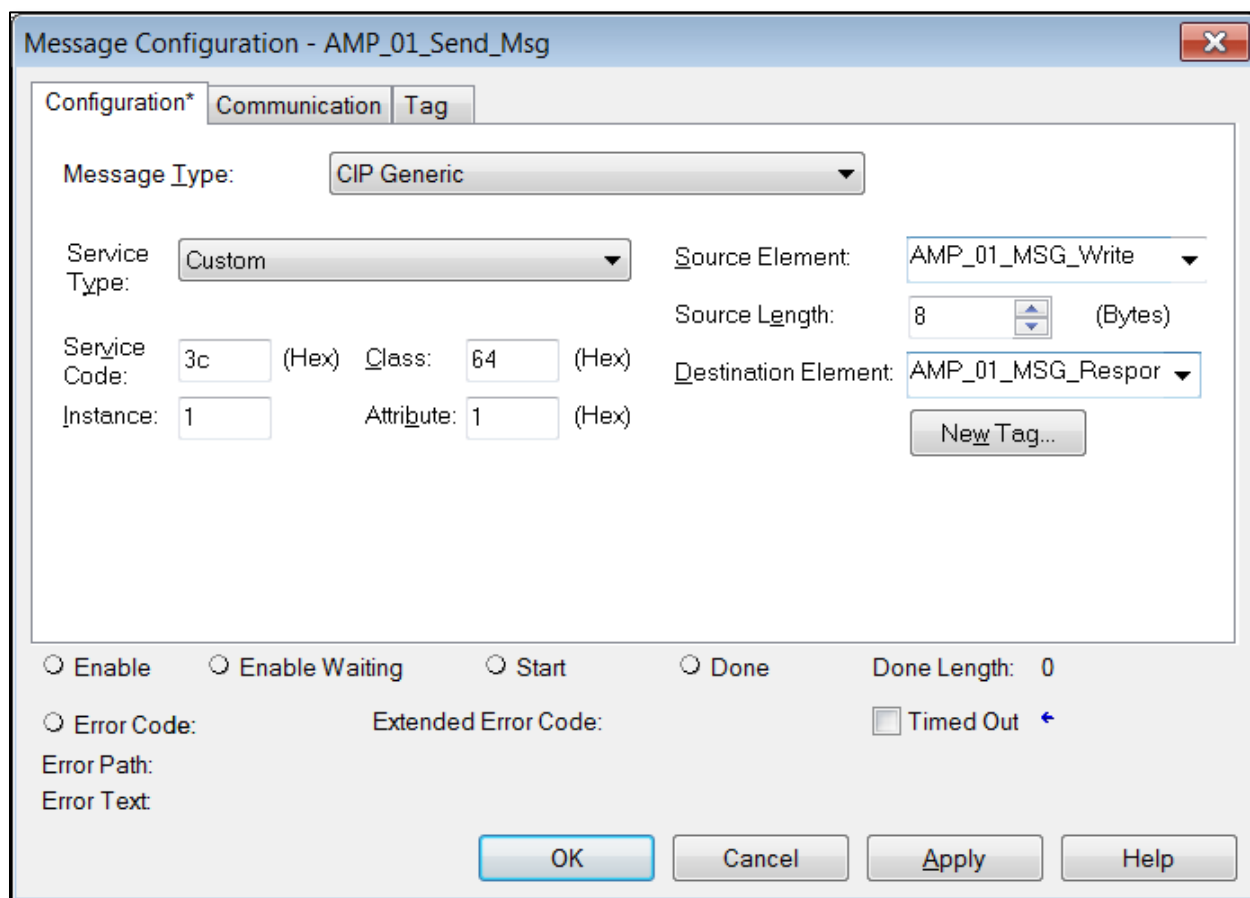 Message Configuration - AMP_01_Send_Msg
Configuration* Communication Tag
Message Type: CIP Generic
Service Type: Custom
Source Element: AMP_01_MSG_Write
Source Length: 8 (Bytes)
Service Code: 3c (Hex) Class: 64 (Hex)
Destination Element: AMP_01_MSG_Respor
Instance: 1 Attribute: 1 (Hex)
New Tag...
Enable Enable Waiting Start Done Done Length: 0
Error Code: Extended Error Code: Timed Out
Error Path:
Error Text:
OK Cancel Apply Help